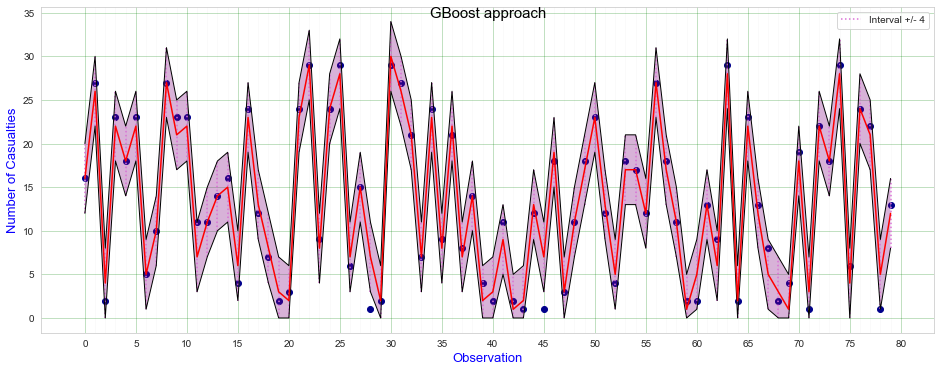 GBoost approach
Interval +/- 4
Number of Casualties
35
30
25
20
15
10
5
0
0 5 10 15 20 25 30 35 40 45 50 55 60 65 70 75 80
Observation